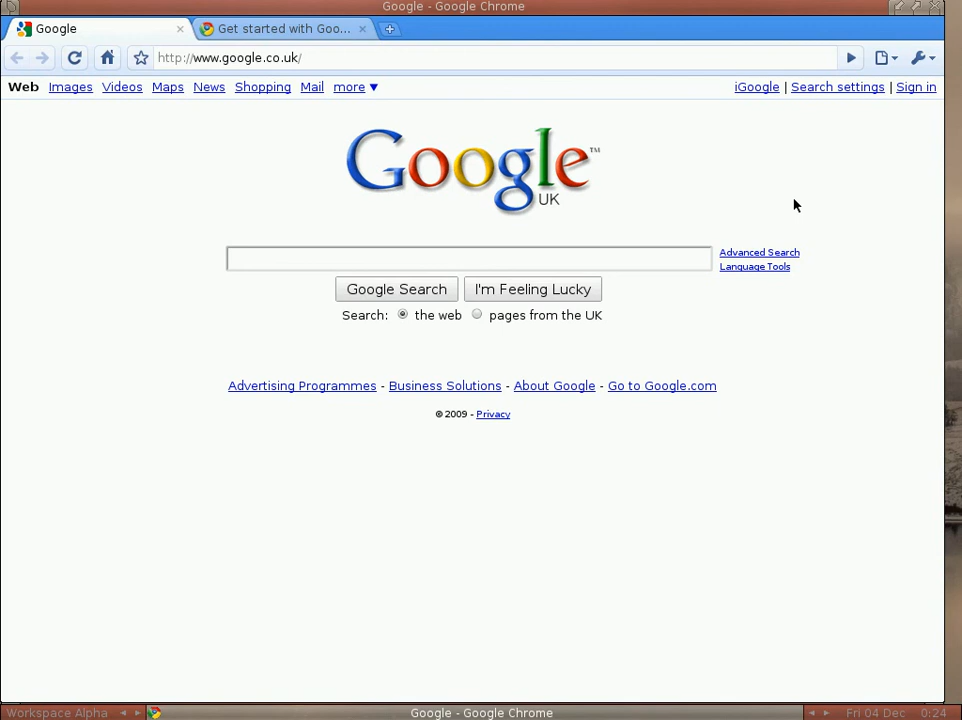 Google - Google Chrome
Google
Get started with Goo...
http://www.google.co.uk/
Web Images Videos Maps News Shopping Mail more ▼
iGoogle | Search settings | Sign in
Google™
UK
Advanced Search
Language Tools
Google Search
I'm Feeling Lucky
Search: the web pages from the UK
Advertising Programmes - Business Solutions - About Google - Go to Google.com
© 2009 - Privacy
Workspace Alpha
Google - Google Chrome
Fri 04 Dec
0:24